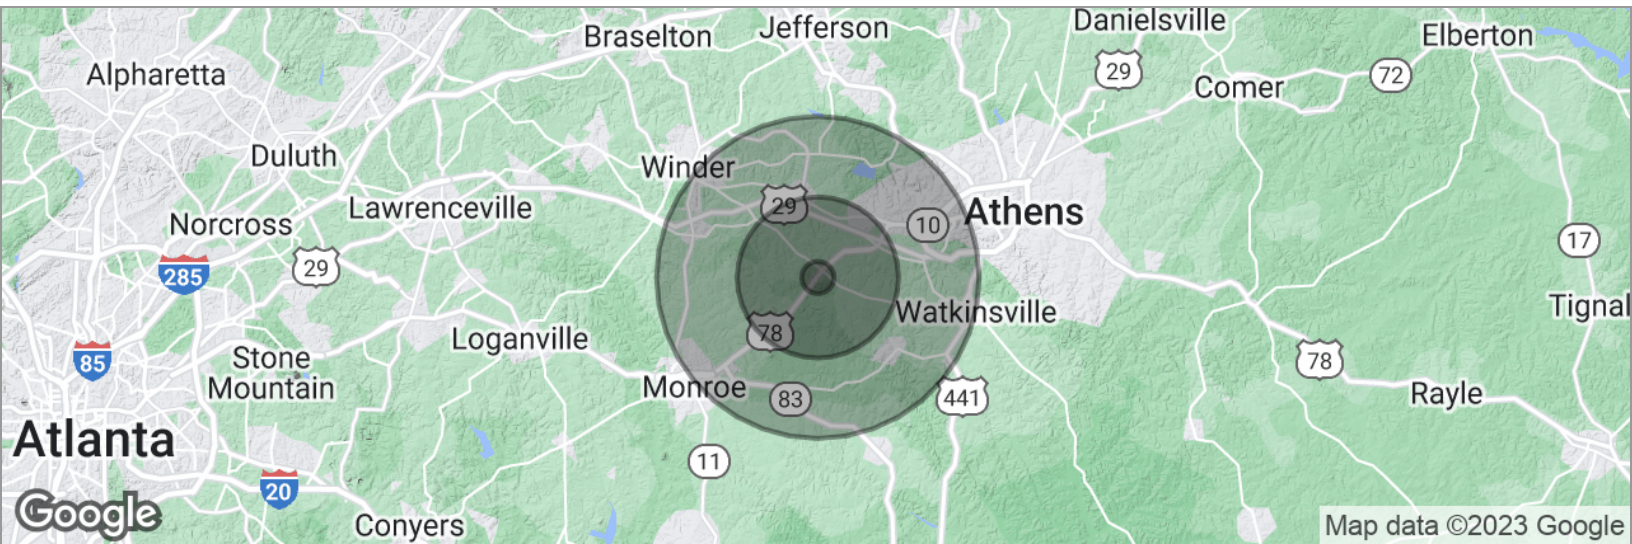 Danielsville
Jefferson
Elberton
Braselton
Alpharetta
29
72
Comer
Duluth
Winder
29
Lawrenceville
Athens
Norcross
10
17
29
285
Watkinsville
Tignal
78
Loganville
85
Stone
Mountain
78
Monroe
83
441
Rayle
Atlanta
11
20
Google
Conyers
Map data ©2023 Google